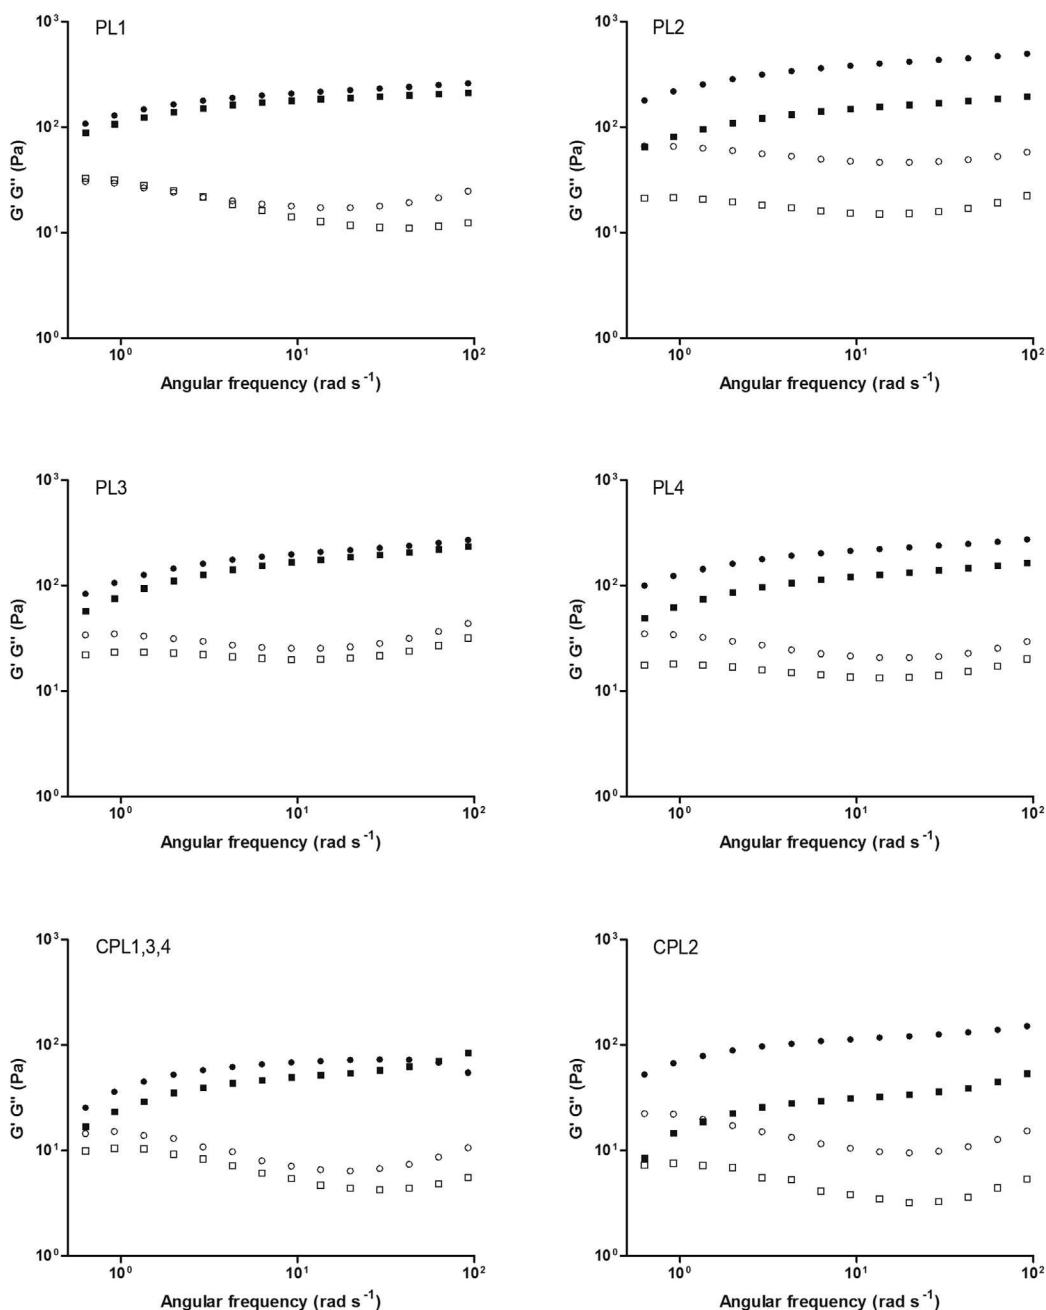 PL1
10³
10²
10¹
10⁰
G' G'' (Pa)
10⁰ 10¹ 10²
Angular frequency (rad s⁻¹)
PL2
10³
10²
10¹
10⁰
G' G'' (Pa)
10⁰ 10¹ 10²
Angular frequency (rad s⁻¹)
PL3
10³
10²
10¹
10⁰
G' G'' (Pa)
10⁰ 10¹ 10²
Angular frequency (rad s⁻¹)
PL4
10³
10²
10¹
10⁰
G' G'' (Pa)
10⁰ 10¹ 10²
Angular frequency (rad s⁻¹)
CPL1,3,4
10³
10²
10¹
10⁰
G' G'' (Pa)
10⁰ 10¹ 10²
Angular frequency (rad s⁻¹)
CPL2
10³
10²
10¹
10⁰
G' G'' (Pa)
10⁰ 10¹ 10²
Angular frequency (rad s⁻¹)